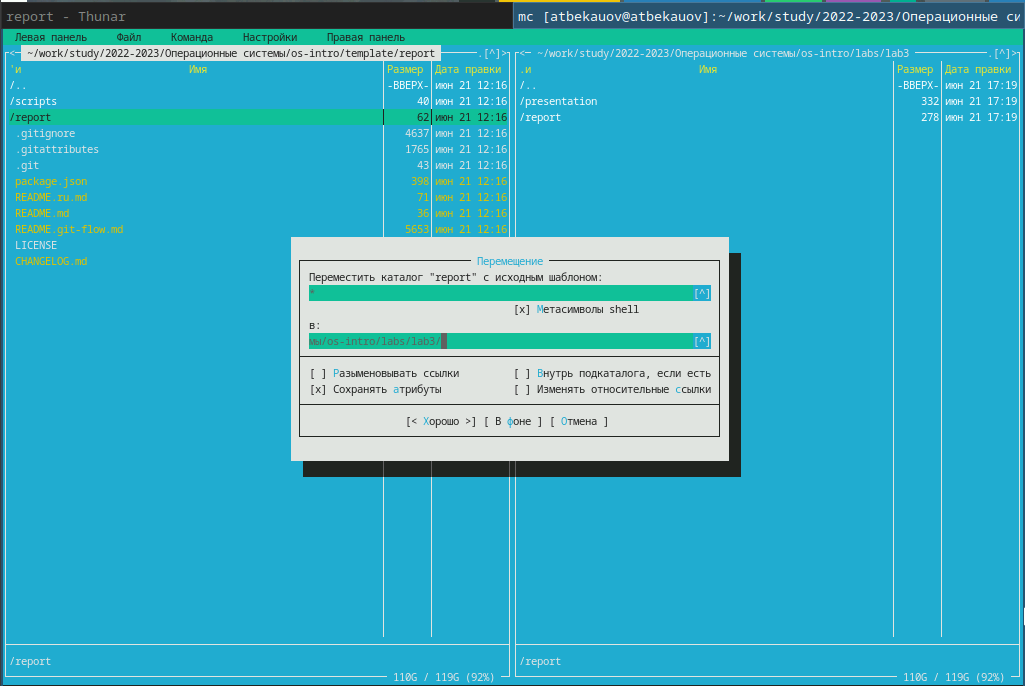 report - Thunar
mc [atbekauov@atbekauov]:~/work/study/2022-2023/Операционные си
Левая панель Файл Команда Настройки Правая панель
<─ ~/work/study/2022-2023/Операционные системы/os-intro/template/report ─.[^]>
'и Имя Размер Дата правки
/.. -ВВЕРХ- июн 21 12:16
/scripts 40 июн 21 12:16
/report 62 июн 21 12:16
.gitignore 4637 июн 21 12:16
.gitattributes 1765 июн 21 12:16
.git 43 июн 21 12:16
package.json 398 июн 21 12:16
README.ru.md 71 июн 21 12:16
README.md 36 июн 21 12:16
README.git-flow.md 5653 июн 21 12:16
LICENSE
CHANGELOG.md
/report
110G / 119G (92%)
<─ ~/work/study/2022-2023/Операционные системы/os-intro/labs/lab3 ─.[^]>
.и Имя Размер Дата правки
/.. -ВВЕРХ- июн 21 17:19
/presentation 332 июн 21 17:19
/report 278 июн 21 17:19
/report
110G / 119G (92%)
Перемещение
Переместить каталог "report" с исходным шаблоном:
* [^]
[x] Метасимволы shell
в:
мы/os-intro/labs/lab3/ [^]
[ ] Разыменовывать ссылки [ ] Внутрь подкаталога, если есть
[x] Сохранять атрибуты [ ] Изменять относительные ссылки
[< Хорошо >] [ В фоне ] [ Отмена ]